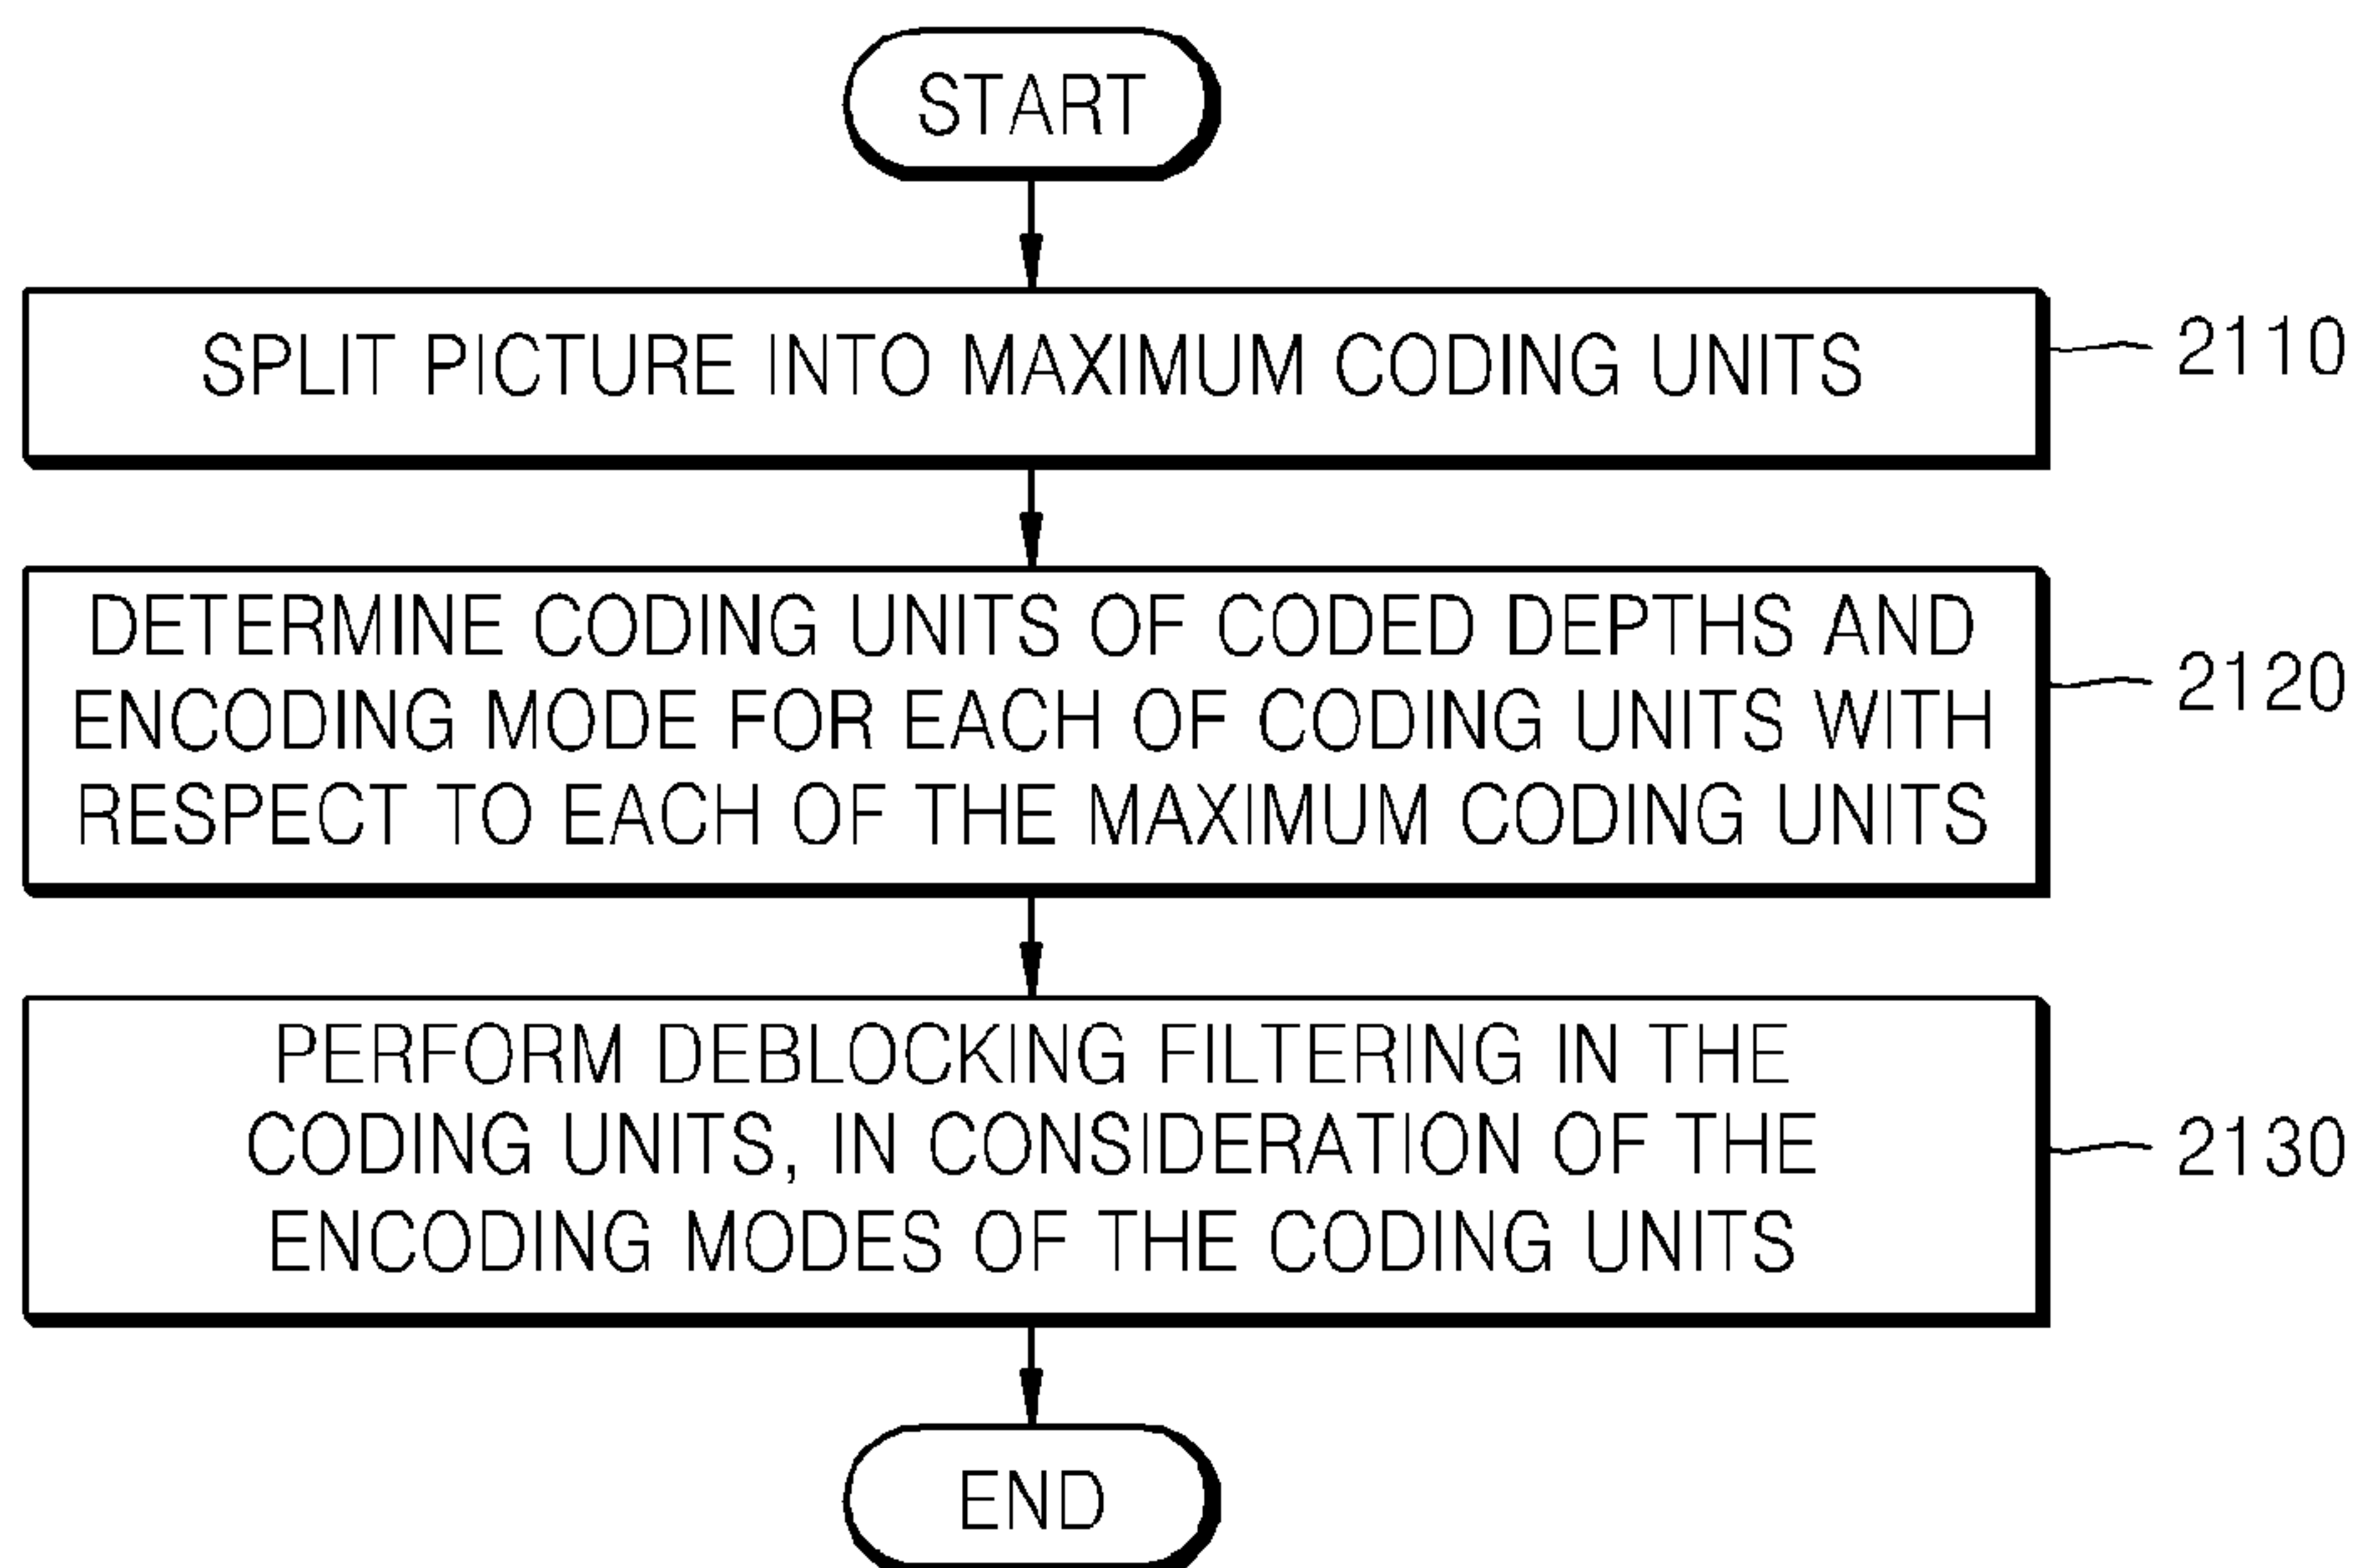 START
SPLIT PICTURE INTO MAXIMUM CODING UNITS
2110
DETERMINE CODING UNITS OF CODED DEPTHS AND
ENCODING MODE FOR EACH OF CODING UNITS WITH
RESPECT TO EACH OF THE MAXIMUM CODING UNITS
2120
PERFORM DEBLOCKING FILTERING IN THE
CODING UNITS, IN CONSIDERATION OF THE
ENCODING MODES OF THE CODING UNITS
2130
END